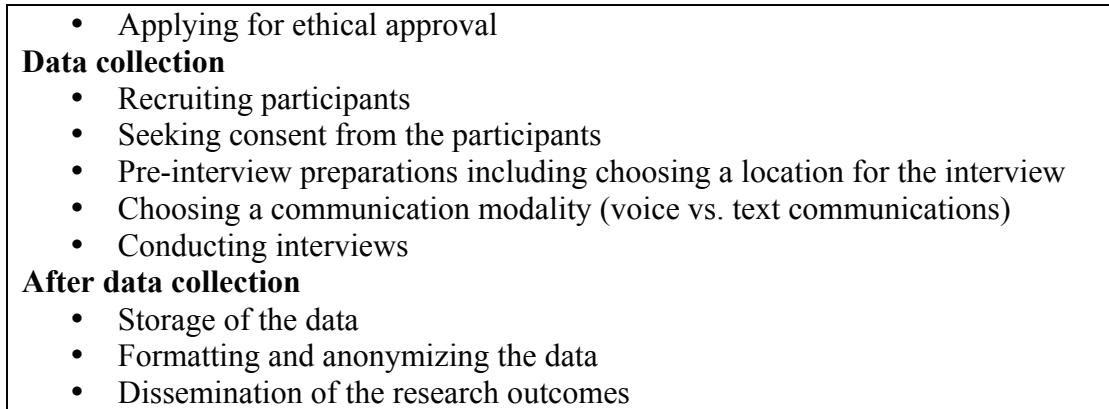 • Applying for ethical approval
Data collection
• Recruiting participants
• Seeking consent from the participants
• Pre-interview preparations including choosing a location for the interview
• Choosing a communication modality (voice vs. text communications)
• Conducting interviews
After data collection
• Storage of the data
• Formatting and anonymizing the data
• Dissemination of the research outcomes